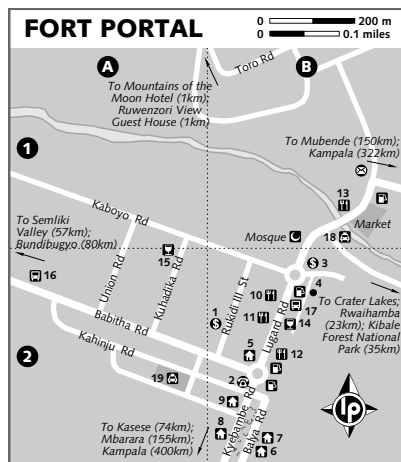 FORT PORTAL
0 200 m
0 0.1 miles
A
B
Toro Rd
To Mountains of the
Moon Hotel (1km);
Ruwenzori View
Guest House (1km)
1
To Mubende (150km);
Kampala (322km)
13
Market
Kaboyo Rd
Mosque
18
To Semliki
Valley (57km);
Bundibugyo (80km)
16
15
Union Rd
Kuhadika Rd
Rukidi III St
$ 3
4
10
17
1
$
11
14
Lugard Rd
To Crater Lakes;
Rwaihamba
(23km); Kibale
Forest National
Park (35km)
Babitha Rd
2
Kahinju Rd
5
12
19
2
9
Kyebambe Rd
Balya Rd
8
7
6
To Kasese (74km);
Mbarara (155km);
Kampala (400km)
lp